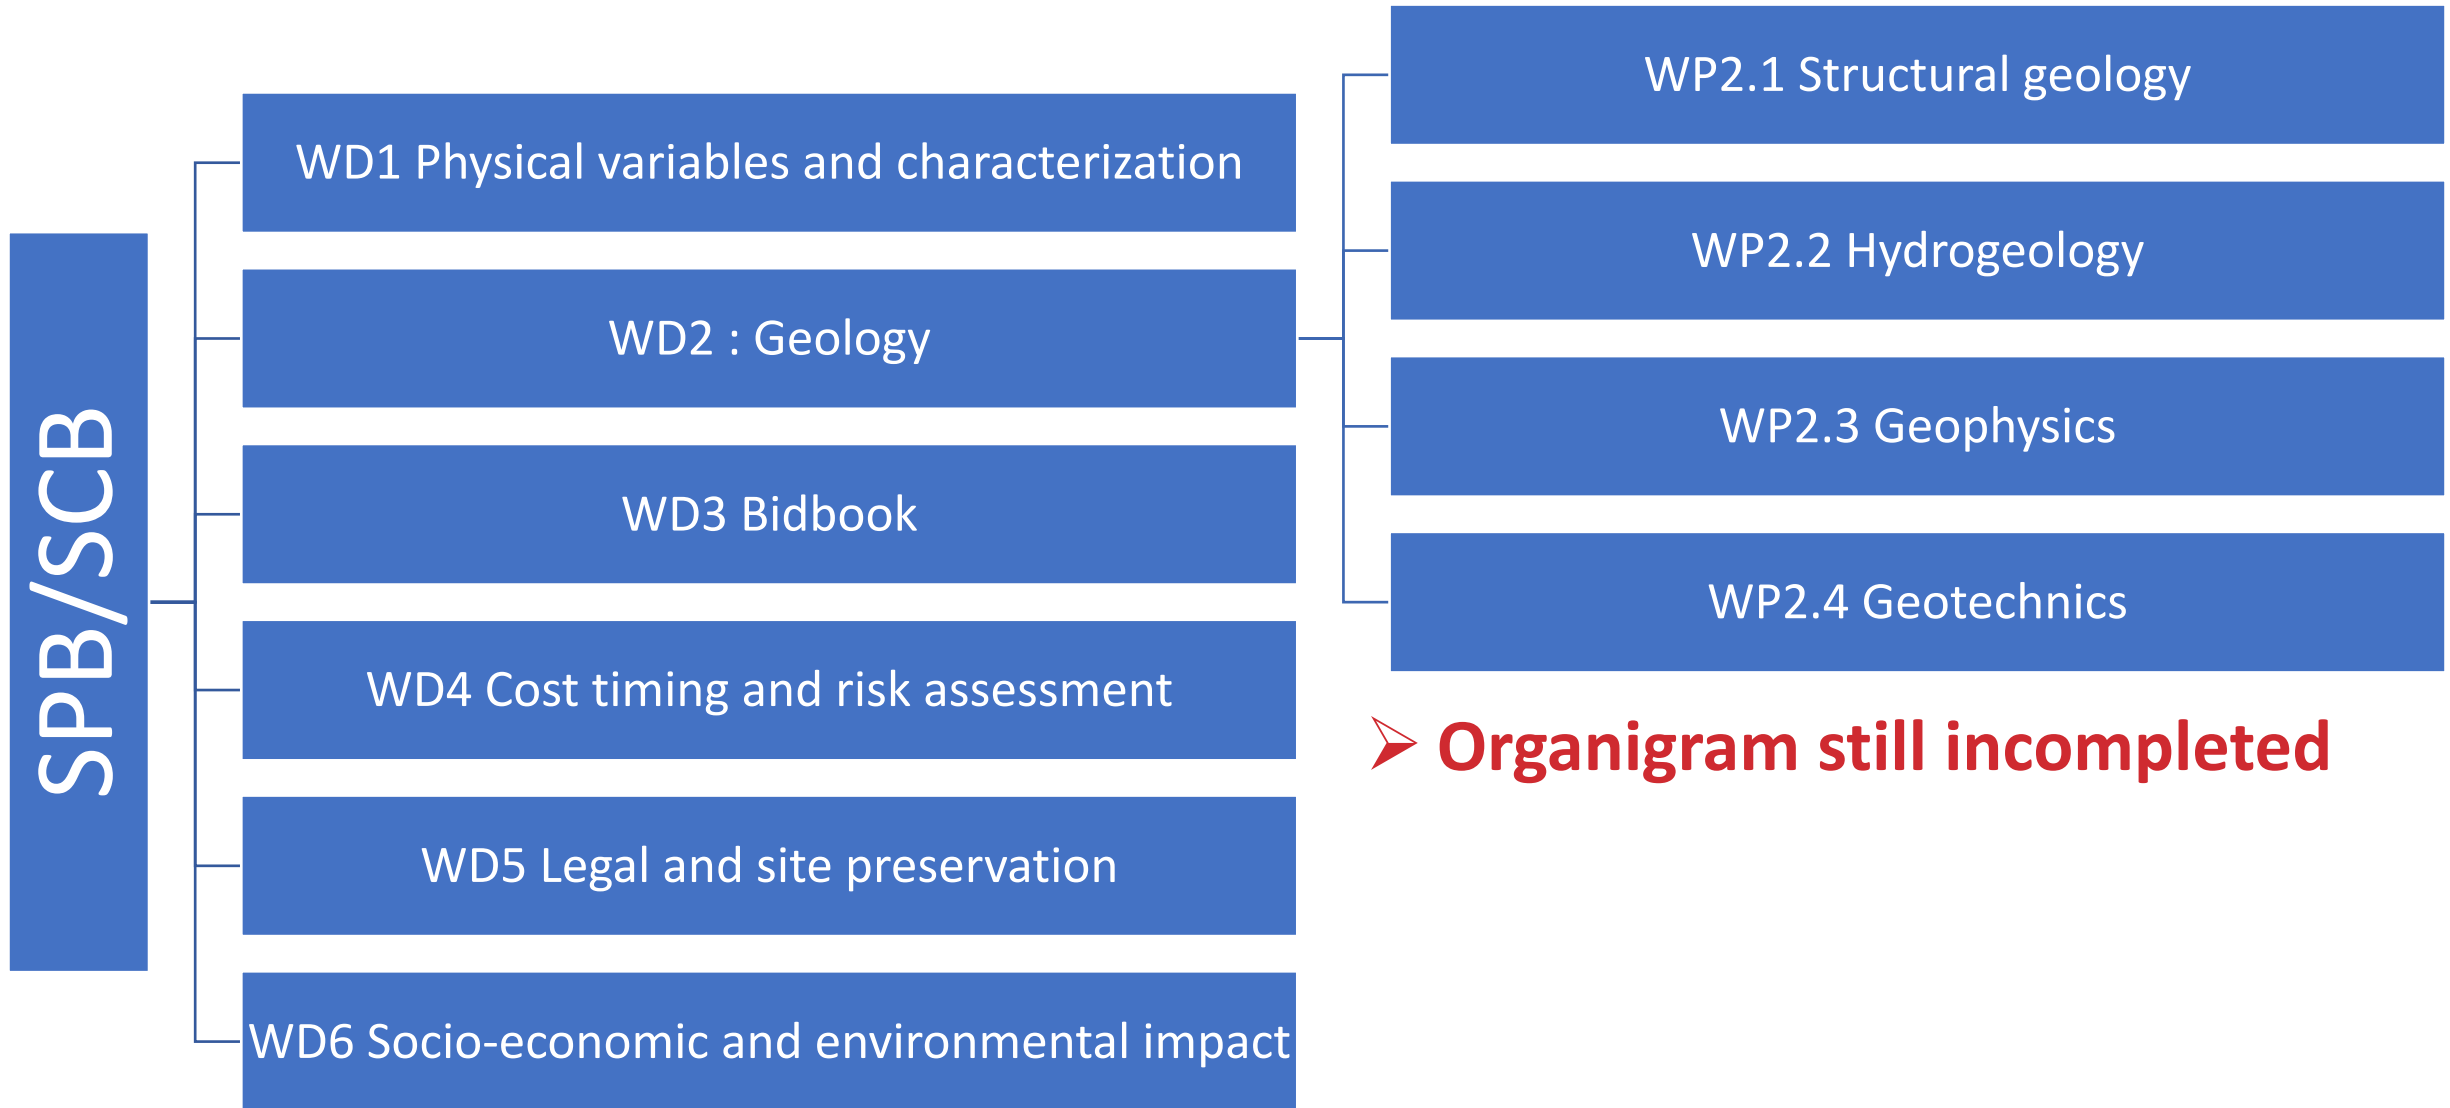 SPB/SCB
WD1 Physical variables and characterization
WD2 : Geology
WD3 Bidbook
WD4 Cost timing and risk assessment
WD5 Legal and site preservation
WD6 Socio-economic and environmental impact
WP2.1 Structural geology
WP2.2 Hydrogeology
WP2.3 Geophysics
WP2.4 Geotechnics
Organigram still incompleted